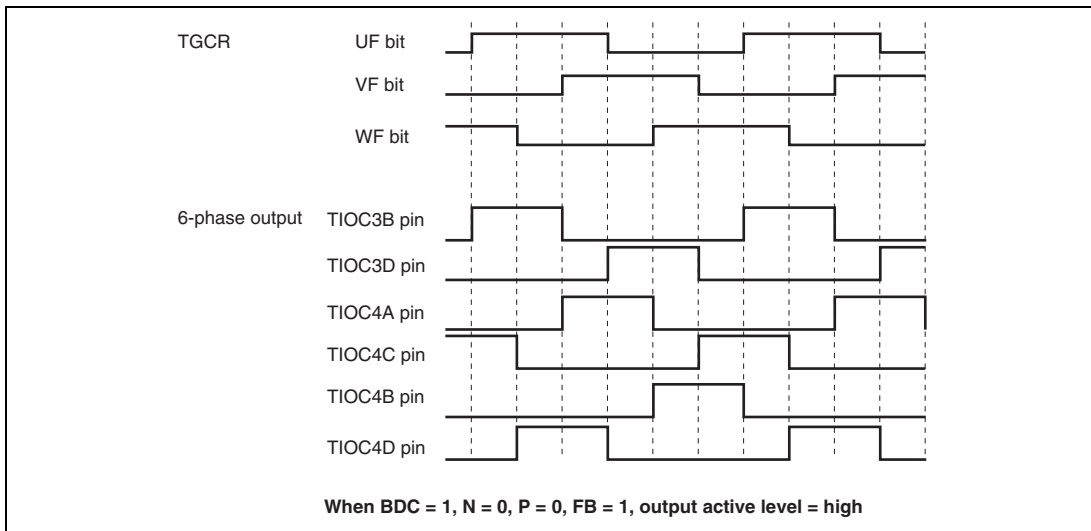 TGCR UF bit
VF bit
WF bit
6-phase output TIOC3B pin
TIOC3D pin
TIOC4A pin
TIOC4C pin
TIOC4B pin
TIOC4D pin
When BDC = 1, N = 0, P = 0, FB = 1, output active level = high